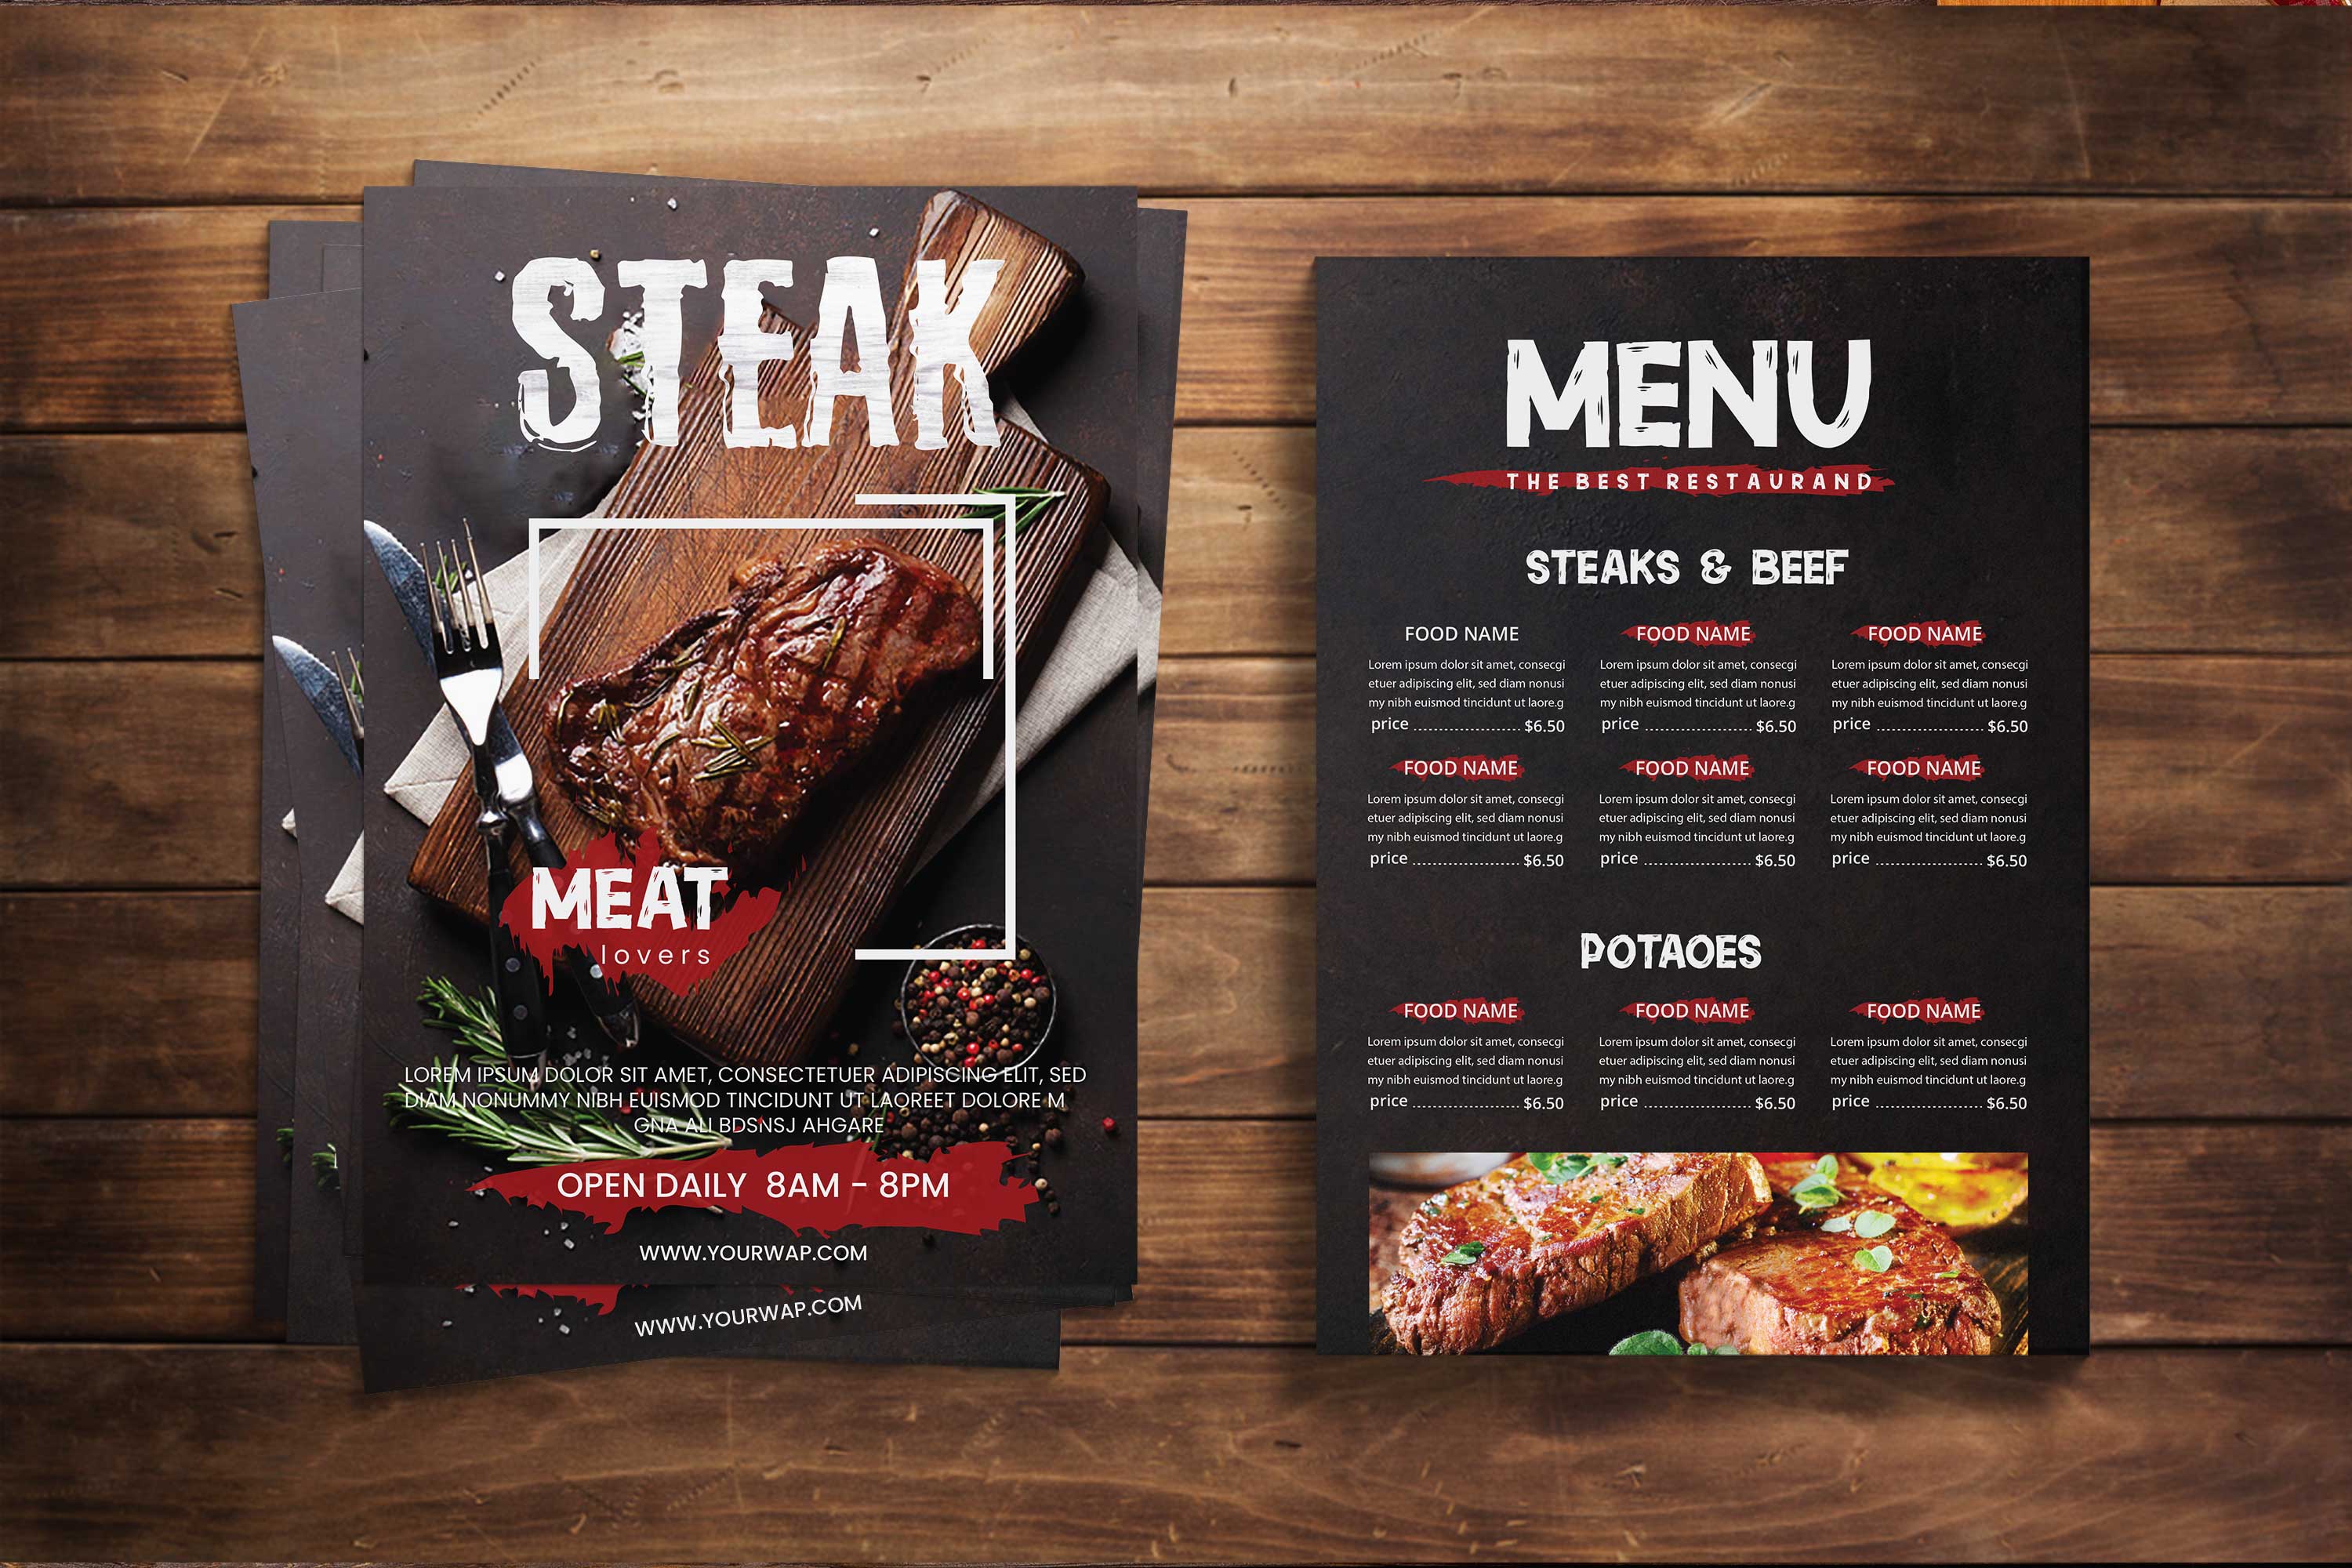 STEAK
MEAT
lovers
LOREM IPSUM DOLOR SIT AMET, CONSECTETUER ADIPISCING ELIT, SED
DIAM NONUMMY NIBH EUISMOD TINCIDUNT UT LAOREET DOLORE M
GNA ALI BDSNSJ AHGARE
OPEN DAILY 8AM - 8PM
WWW.YOURWAP.COM
WWW.YOURWAP.COM
MENU
THE BEST RESTAURAND
STEAKS & BEEF
FOOD NAME FOOD NAME FOOD NAME
Lorem ipsum dolor sit amet, consecgi Lorem ipsum dolor sit amet, consecgi Lorem ipsum dolor sit amet, consecgi
etuer adipiscing elit, sed diam nonusi etuer adipiscing elit, sed diam nonusi etuer adipiscing elit, sed diam nonusi
my nibh euismod tincidunt ut laore.g my nibh euismod tincidunt ut laore.g my nibh euismod tincidunt ut laore.g
price ........................ $6.50 price ........................ $6.50 price ........................ $6.50
FOOD NAME FOOD NAME FOOD NAME
Lorem ipsum dolor sit amet, consecgi Lorem ipsum dolor sit amet, consecgi Lorem ipsum dolor sit amet, consecgi
etuer adipiscing elit, sed diam nonusi etuer adipiscing elit, sed diam nonusi etuer adipiscing elit, sed diam nonusi
my nibh euismod tincidunt ut laore.g my nibh euismod tincidunt ut laore.g my nibh euismod tincidunt ut laore.g
price ........................ $6.50 price ........................ $6.50 price ........................ $6.50
POTAOES
FOOD NAME FOOD NAME FOOD NAME
Lorem ipsum dolor sit amet, consecgi Lorem ipsum dolor sit amet, consecgi Lorem ipsum dolor sit amet, consecgi
etuer adipiscing elit, sed diam nonusi etuer adipiscing elit, sed diam nonusi etuer adipiscing elit, sed diam nonusi
my nibh euismod tincidunt ut laore.g my nibh euismod tincidunt ut laore.g my nibh euismod tincidunt ut laore.g
price ........................ $6.50 price ........................ $6.50 price ........................ $6.50